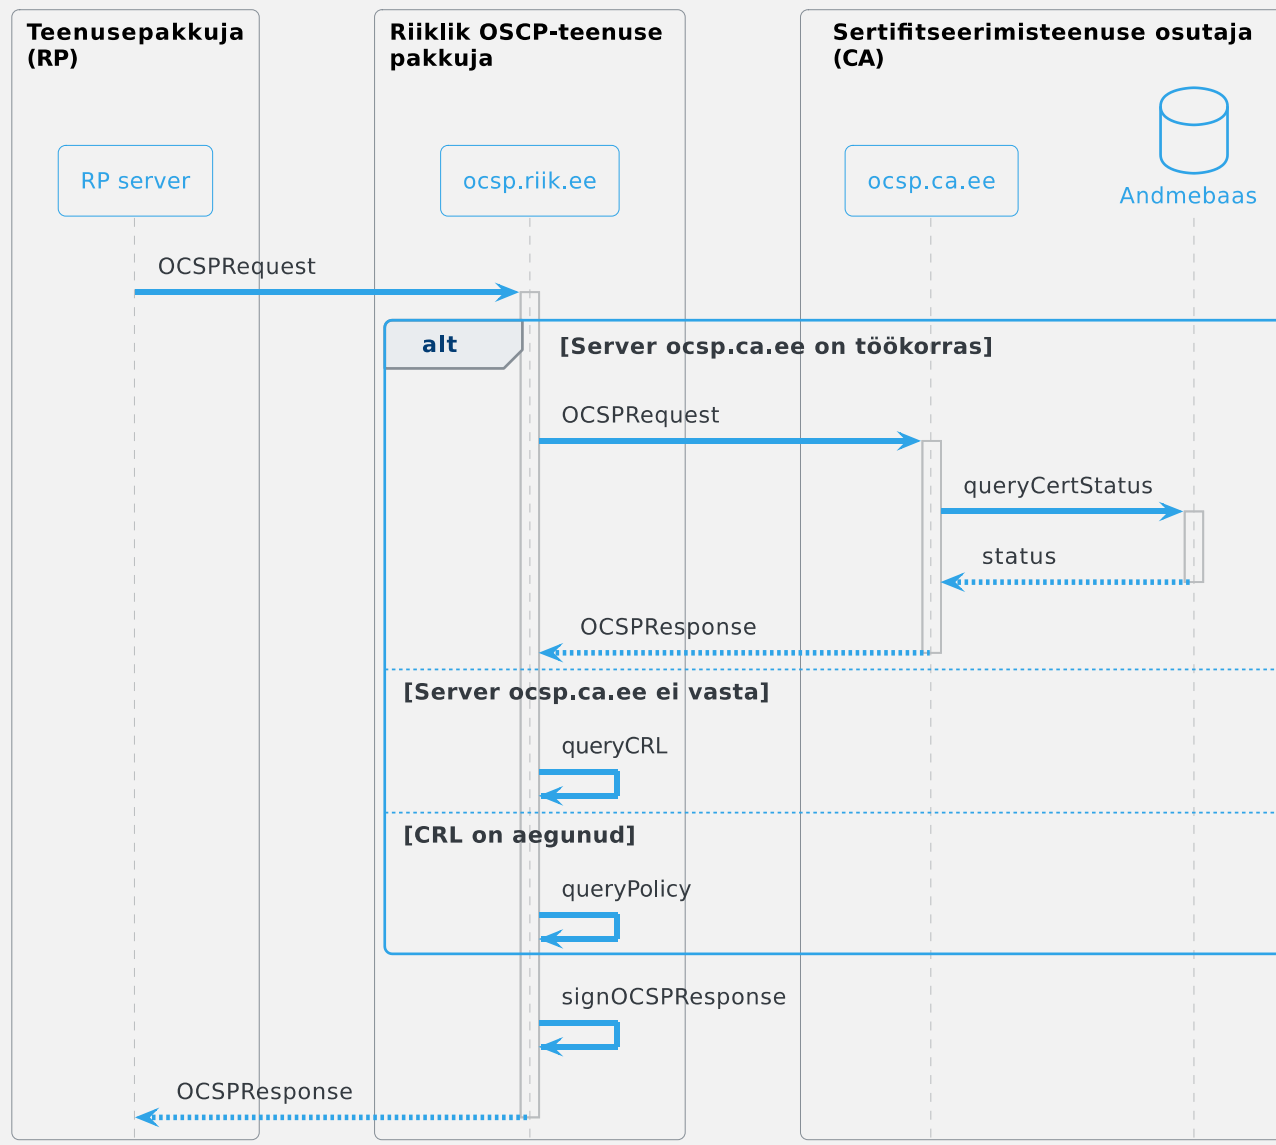 Teenusepakkuja
(RP)
Riiklik OSCP-teenuse
pakkuja
Sertifitseerimisteenuse osutaja
(CA)
RP server
ocsp.riik.ee
ocsp.ca.ee
Andmebaas
OCSPRequest
alt
[Server ocsp.ca.ee on töökorras]
OCSPRequest
queryCertStatus
status
OCSPResponse
[Server ocsp.ca.ee ei vasta]
queryCRL
[CRL on aegunud]
queryPolicy
signOCSPResponse
OCSPResponse